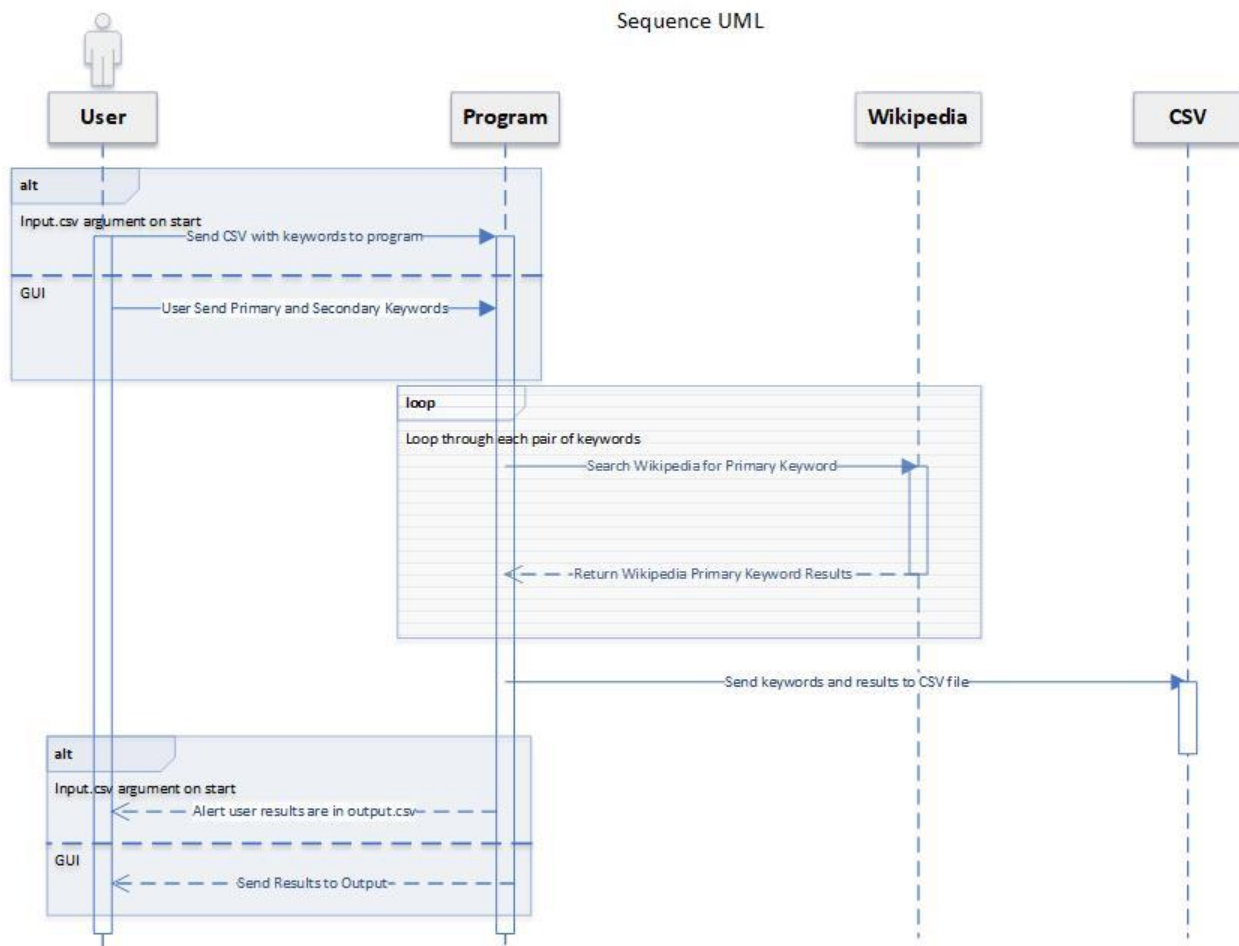 Sequence UML
User
Program
Wikipedia
CSV
alt
Input.csv argument on start
Send CSV with keywords to program
GUI
User Send Primary and Secondary Keywords
loop
Loop through each pair of keywords
Search Wikipedia for Primary Keyword
Return Wikipedia Primary Keyword Results
Send keywords and results to CSV file
alt
Input.csv argument on start
Alert user results are in output.csv
GUI
Send Results to Output